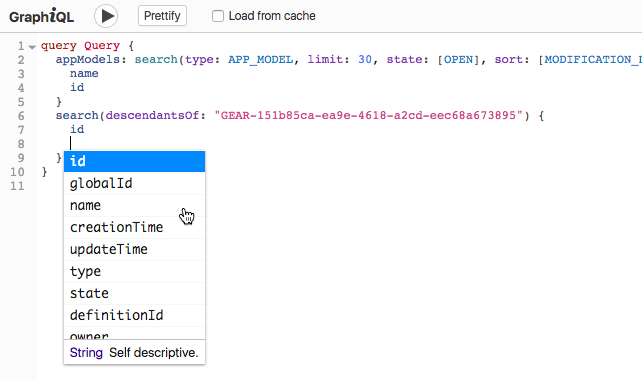 GraphiQL Prettify Load from cache
1 query Query {
2 appModels: search(type: APP_MODEL, limit: 30, state: [OPEN], sort: [MODIFICATION_D
3 name
4 id
5 }
6 search(descendantsOf: "GEAR-151b85ca-ea9e-4618-a2cd-eec68a673895") {
7 id
8
9 }
10 }
11
id
globalId
name
creationTime
updateTime
type
state
definitionId
owner
String Self descriptive.